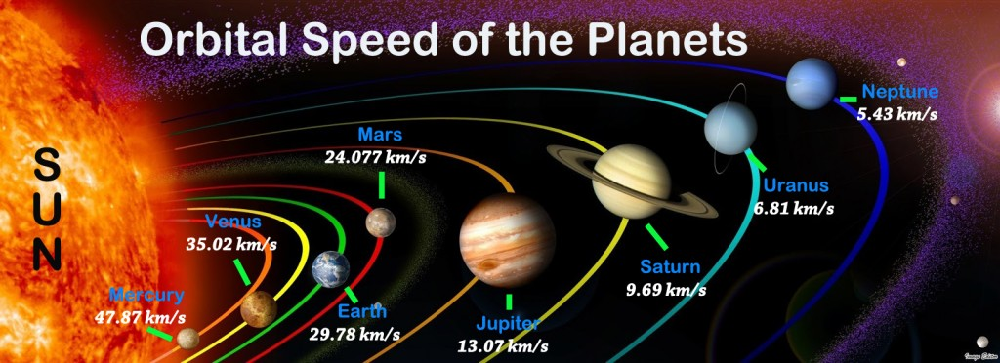 Orbital Speed of the Planets
SUN
Mercury
47.87 km/s
Venus
35.02 km/s
Earth
29.78 km/s
Mars
24.077 km/s
Jupiter
13.07 km/s
Saturn
9.69 km/s
Uranus
6.81 km/s
Neptune
5.43 km/s